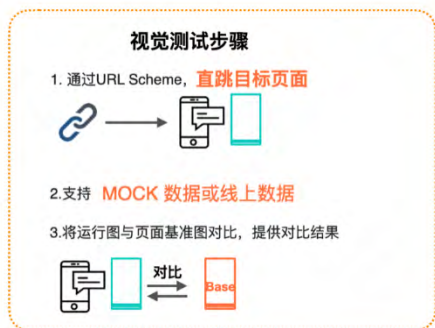 视觉测试步骤
1. 通过URL Scheme，直跳目标页面
2.支持 MOCK 数据或线上数据
3.将运行图与页面基准图对比，提供对比结果
对比
Base